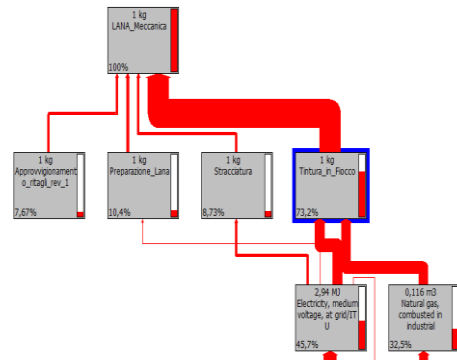 1 kg
LANA_Meccanica
100%
1 kg
Approvvigionament
o_ritagli_rev_1
7,67%
1 kg
Preparazione_Lana
10,4%
1 kg
Stracciatura
8,73%
1 kg
Tintura_in_Fiocco
73,2%
2,94 MJ
Electricity, medium
voltage, at grid/IT
U
45,7%
0,116 m3
Natural gas,
combusted in
industrial
32,5%